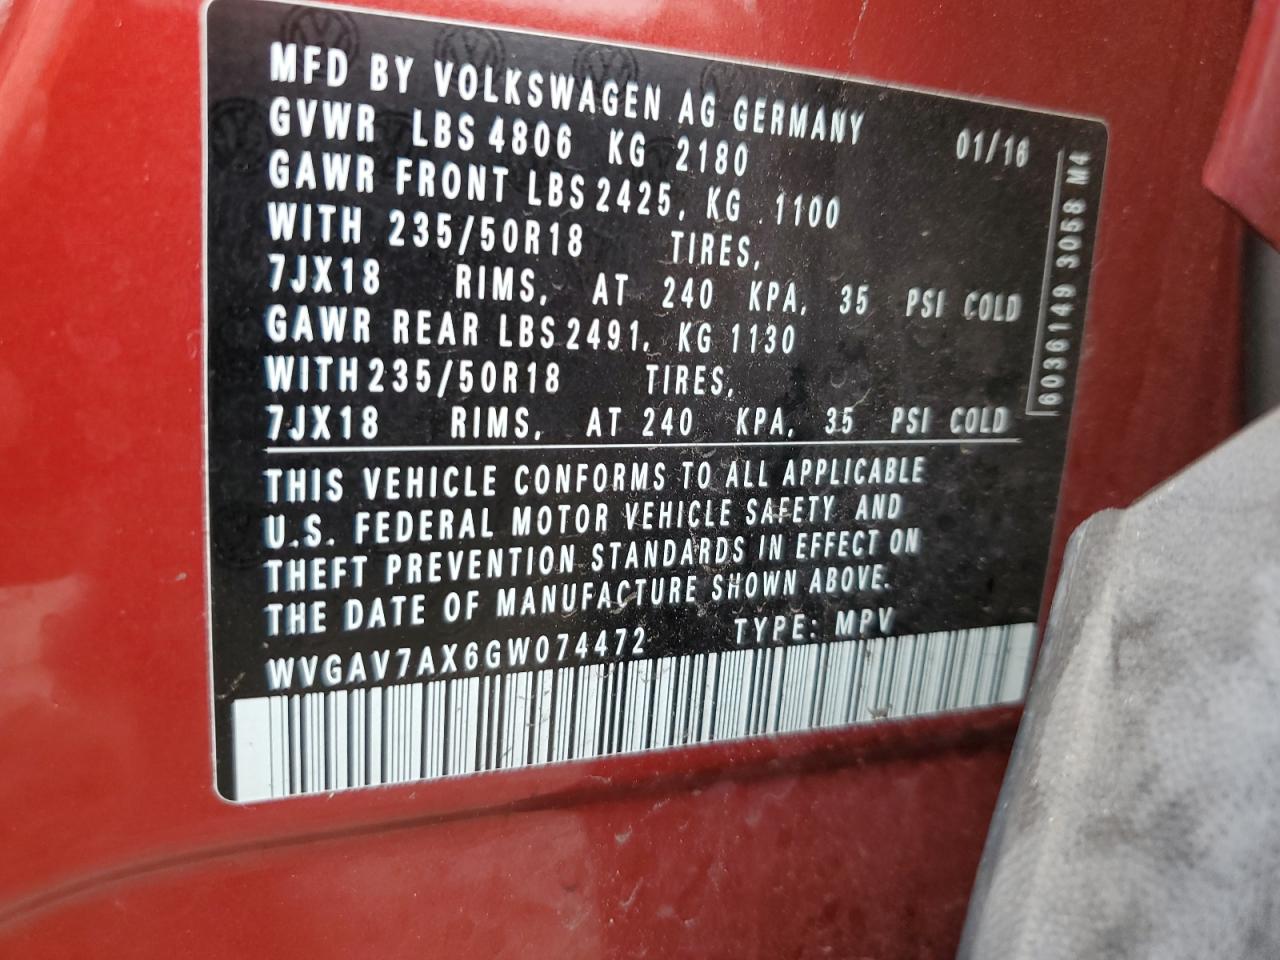 MFD BY VOLKSWAGEN AG GERMANY 01/16
GVWR LBS 4806 KG 2180
GAWR FRONT LBS 2425, KG 1100
WITH 235/50R18 TIRES,
7JX18 RIMS, AT 240 KPA, 35 PSI COLD
GAWR REAR LBS 2491, KG 1130
WITH 235/50R18 TIRES,
7JX18 RIMS, AT 240 KPA, 35 PSI COLD
THIS VEHICLE CONFORMS TO ALL APPLICABLE
U.S. FEDERAL MOTOR VEHICLE SAFETY AND
THEFT PREVENTION STANDARDS IN EFFECT ON
THE DATE OF MANUFACTURE SHOWN ABOVE.
WVGAV7AX6GW074472 TYPE: MPV
6036149 3058 M4